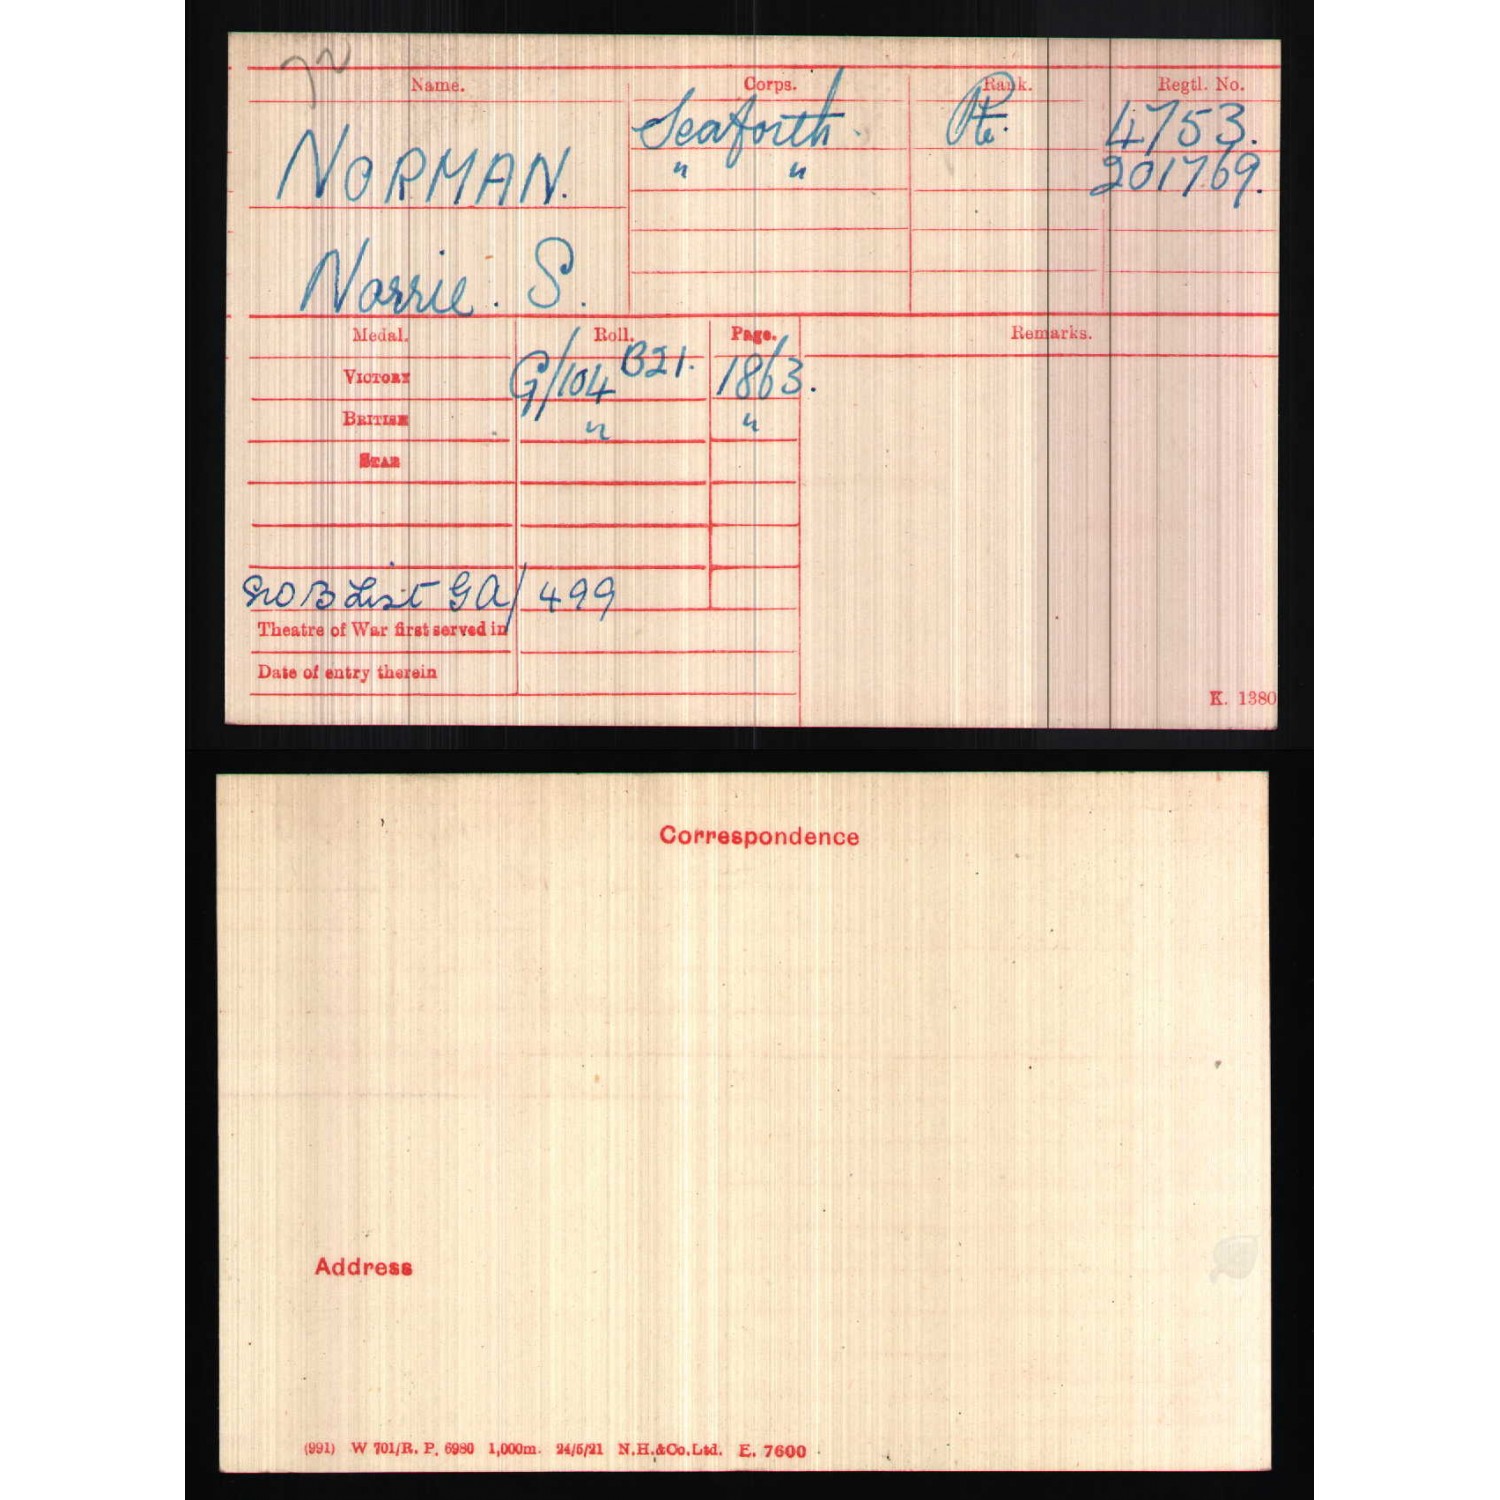 Name. Corps. Rank. Regtl. No.
NORMAN. Seaforth. Pte. 4753.
" " 201769.
Norrie. S.
Medal. Roll. Page. Remarks.
VICTORY G/104 B21. 1863.
BRITISH " "
STAR
List GA/499
Theatre of War first served in
Date of entry therein
K. 1380
Correspondence
Address
(991) W 701/R. P. 6980 1,000m. 24/5/21 N.H.&Co.Ltd. E. 7600